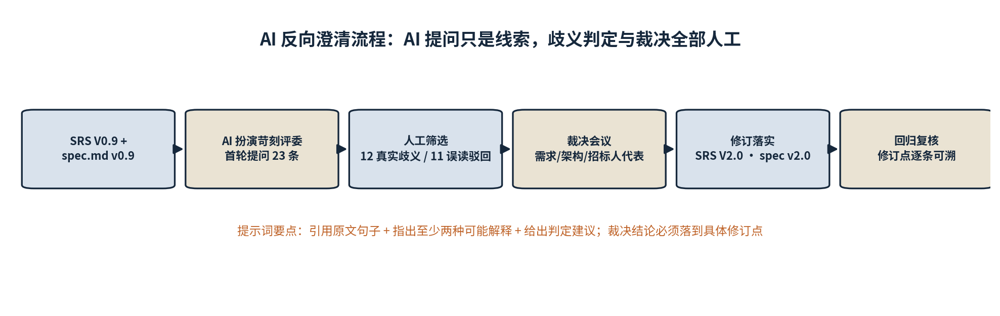 AI 反向澄清流程：AI 提问只是线索，歧义判定与裁决全部人工
SRS V0.9 +
spec.md v0.9
AI 扮演苛刻评委
首轮提问 23 条
人工筛选
12 真实歧义 / 11 误读驳回
裁决会议
需求/架构/招标人代表
修订落实
SRS V2.0 · spec v2.0
回归复核
修订点逐条可溯
提示词要点：引用原文句子 + 指出至少两种可能解释 + 给出判定建议；裁决结论必须落到具体修订点